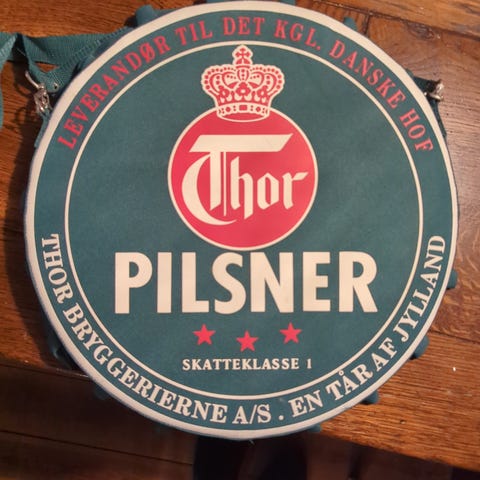 LEVERANDØR TIL DET KGL. DANSKE HOF
Thor
PILSNER
SKATTEKLASSE 1
THOR BRYGGERIERNE A/S . EN TÅR AF JYLLAND